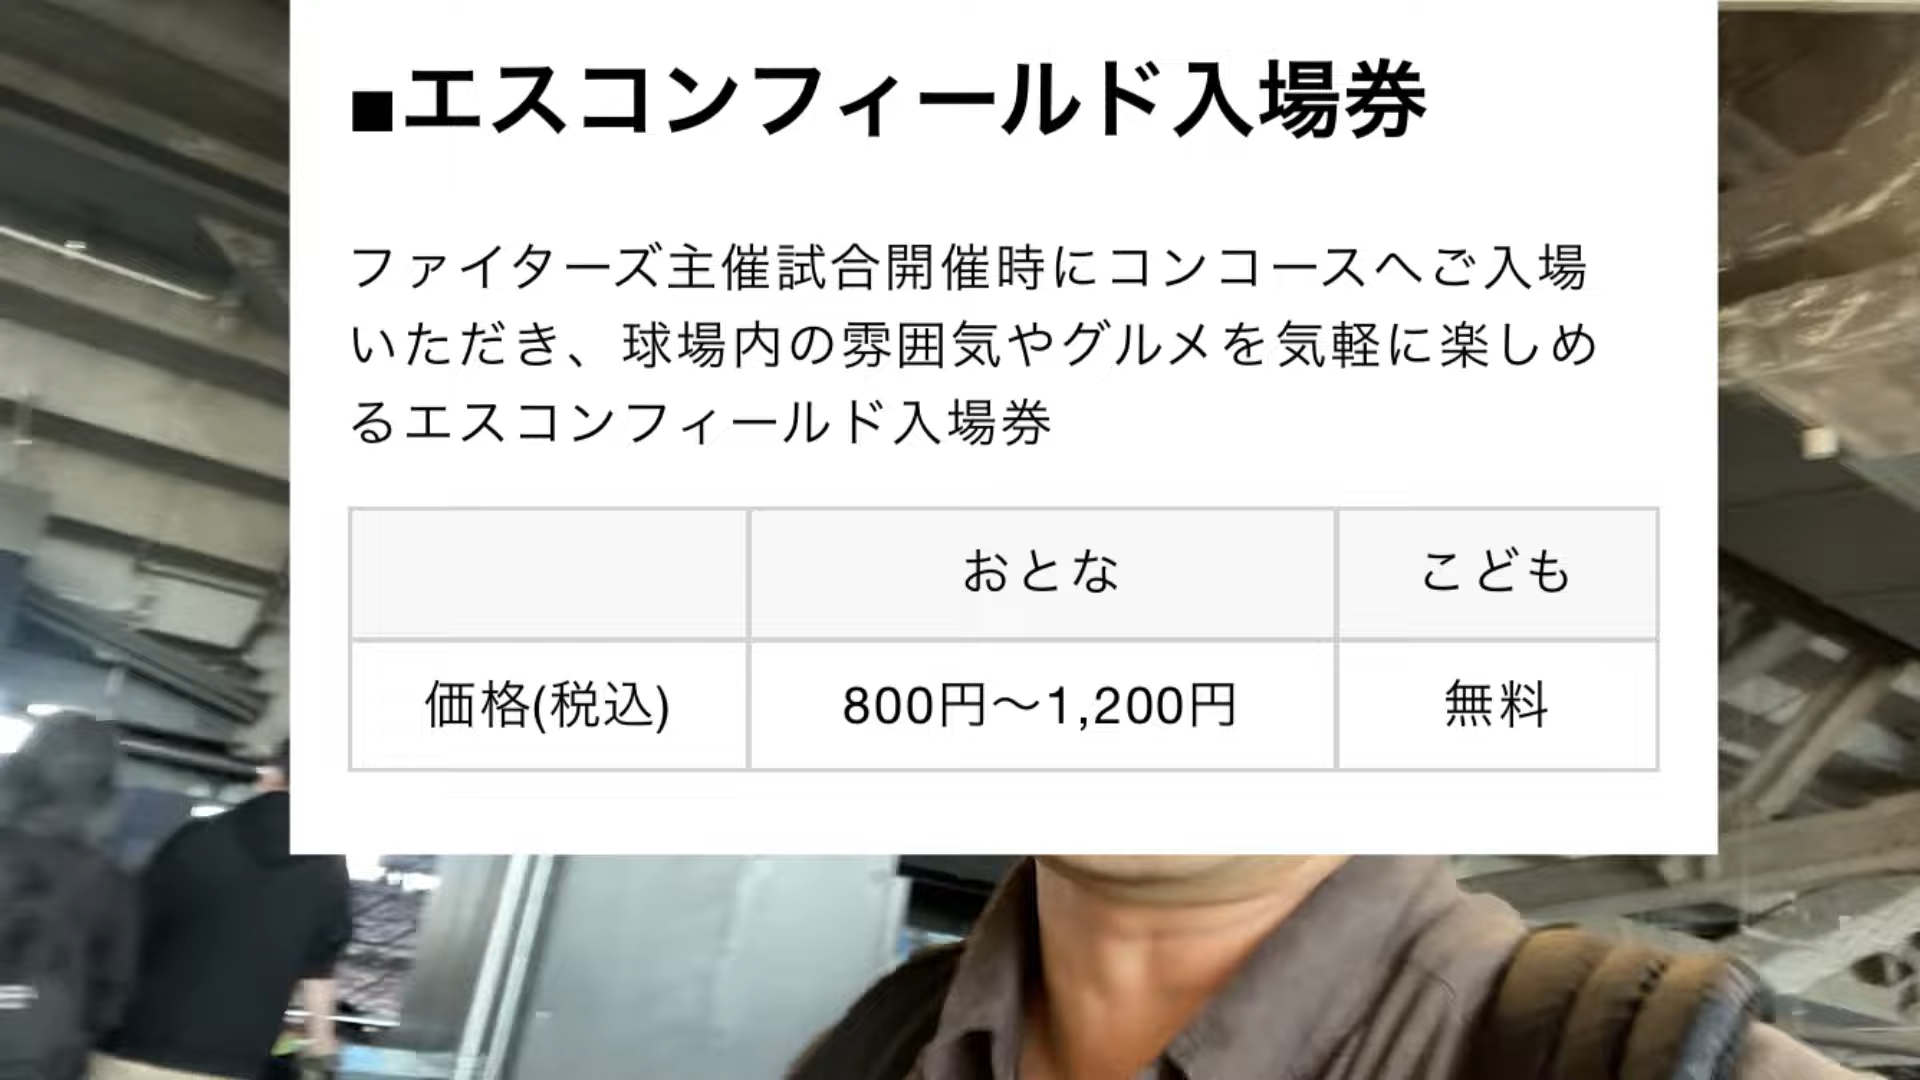 ■エスコンフィールド入場券
ファイターズ主催試合開催時にコンコースへご入場
いただき、球場内の雰囲気やグルメを気軽に楽しめ
るエスコンフィールド入場券
おとな こども
価格(税込) 800円〜1,200円 無料